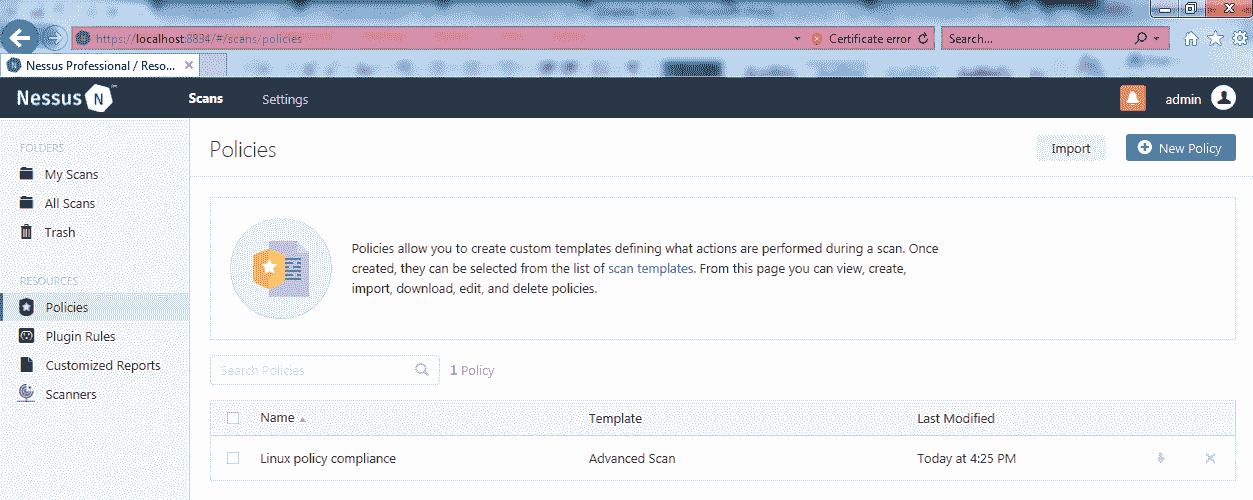 https://localhost:8834/#/scans/policies
Certificate error
Search...
Nessus Professional / Reso...
Nessus N
Scans
Settings
admin
FOLDERS
My Scans
All Scans
Trash
RESOURCES
Policies
Plugin Rules
Customized Reports
Scanners
Policies
Import
New Policy
Policies allow you to create custom templates defining what actions are performed during a scan. Once
created, they can be selected from the list of scan templates. From this page you can view, create,
import, download, edit, and delete policies.
Search Policies
1 Policy
Name
Template
Last Modified
Linux policy compliance
Advanced Scan
Today at 4:25 PM